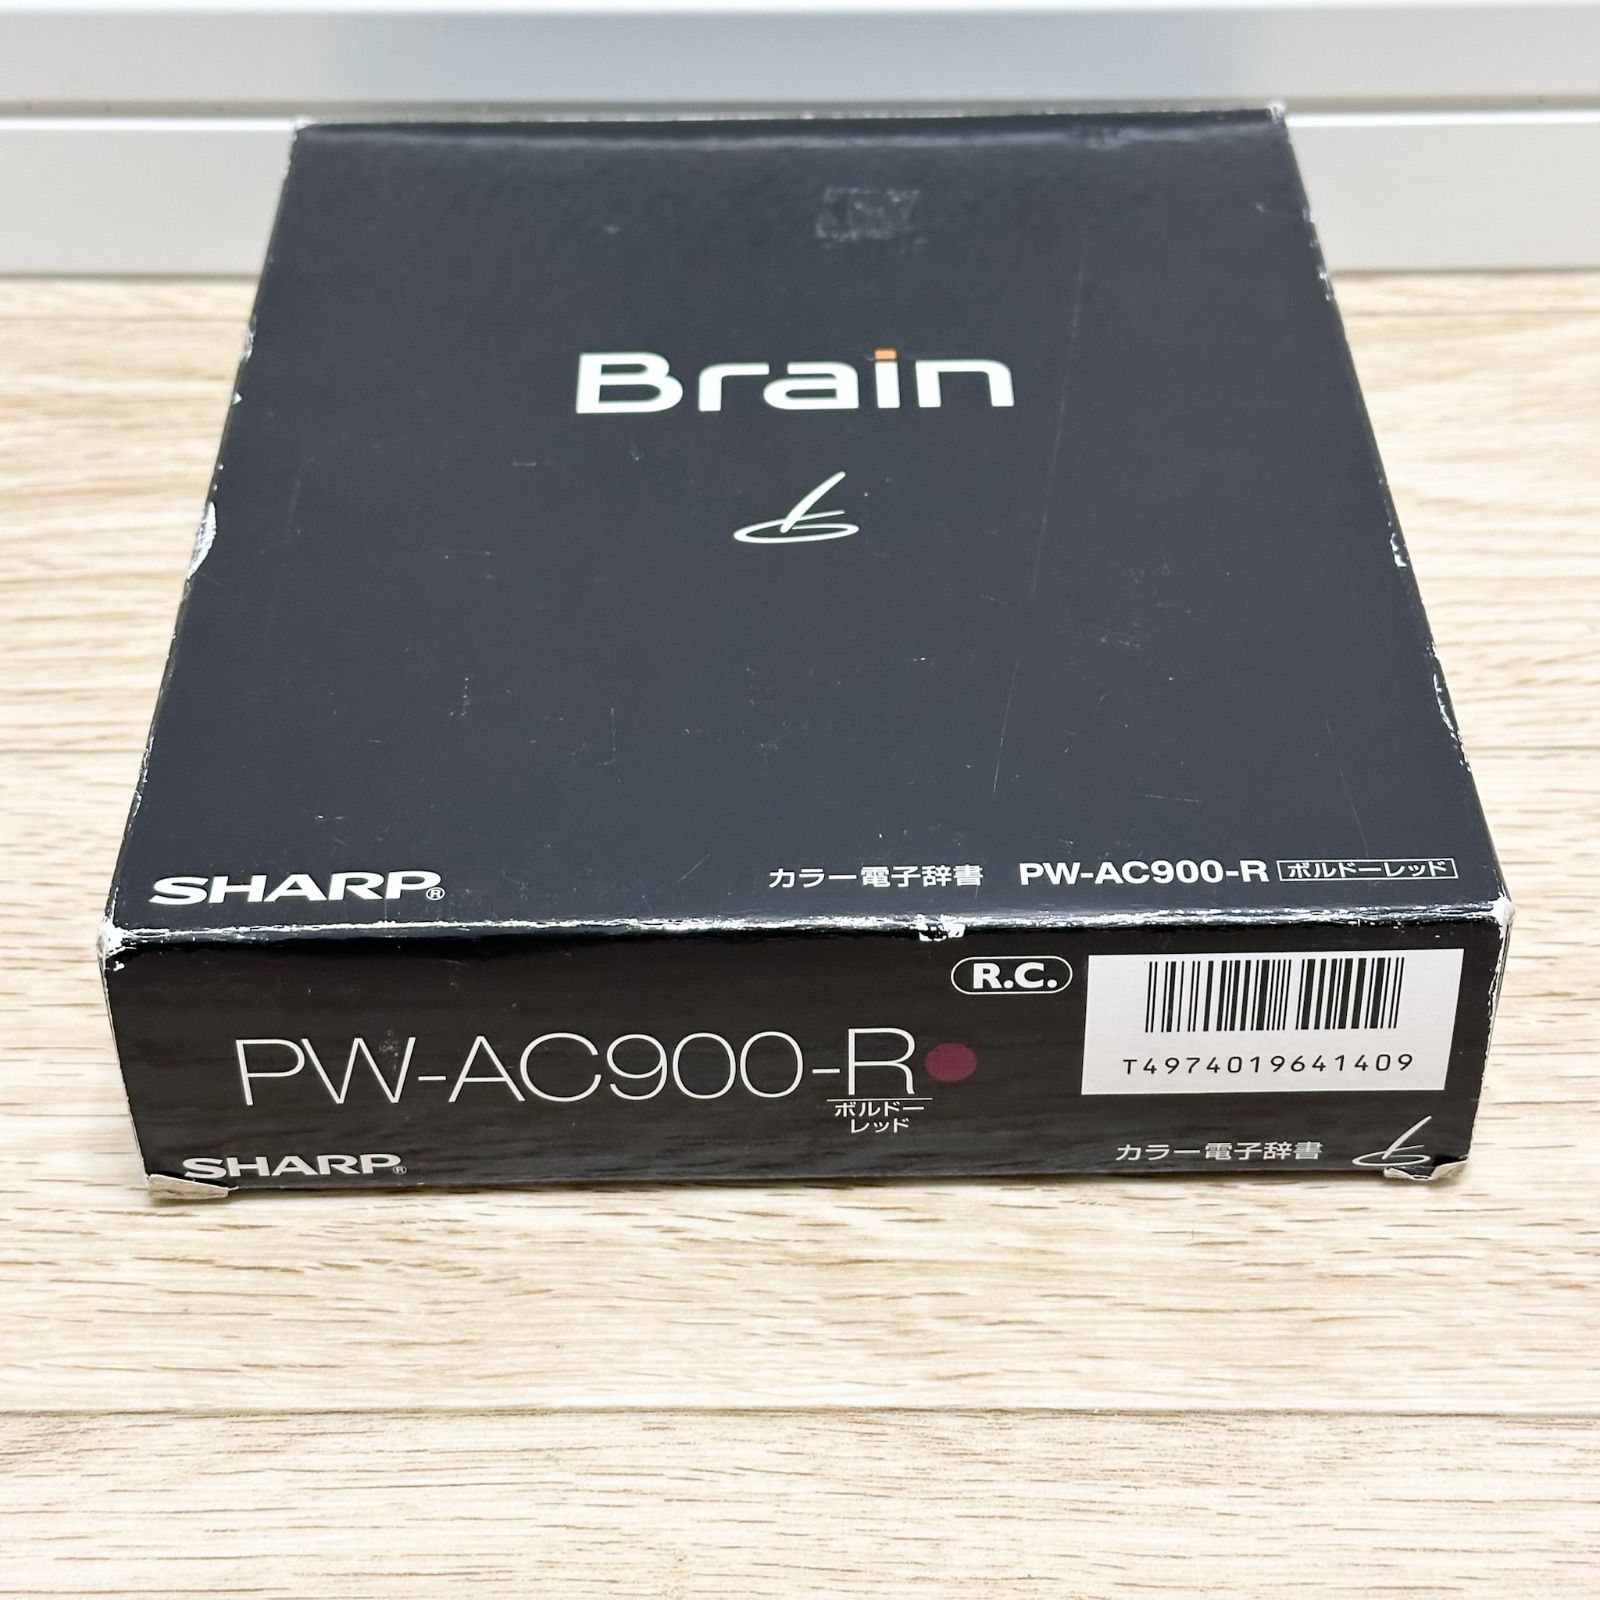 Brain
SHARP®
カラー電子辞書 PW-AC900-R ボルドーレッド
R.C.
PW-AC900-R
ボルドー
レッド
T4974019641409
SHARP®
カラー電子辞書